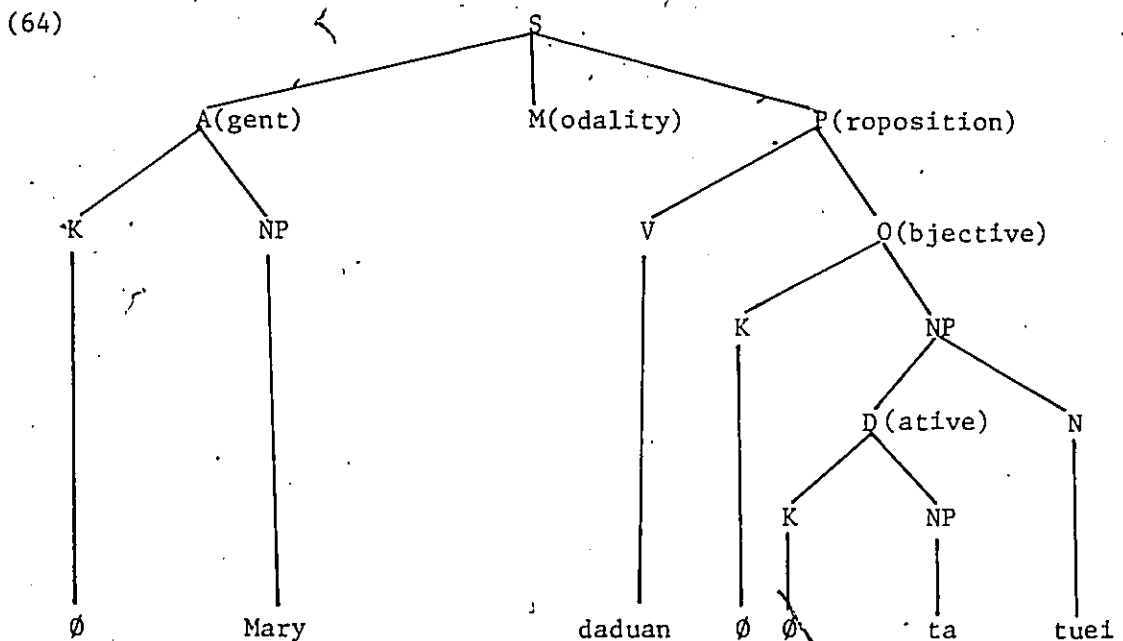 (64)
S
A(gent) M(odality) P(roposition)
K NP V O(bjective)
K NP
D(ative) N
K NP
Ø Mary daduan Ø Ø ta tuei